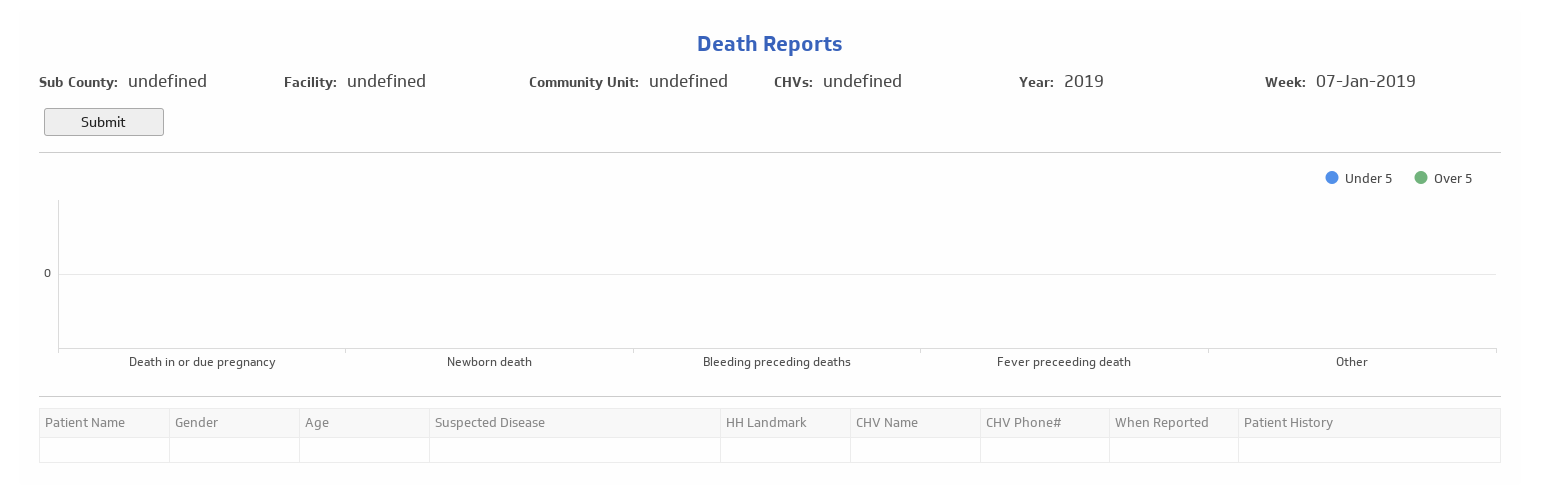 Death Reports
Sub County: undefined Facility: undefined Community Unit: undefined CHVs: undefined Year: 2019 Week: 07-Jan-2019
Submit
Under 5 Over 5
0
Death in or due pregnancy Newborn death Bleeding preceding deaths Fever preceeding death Other
Patient Name Gender Age Suspected Disease HH Landmark CHV Name CHV Phone# When Reported Patient History